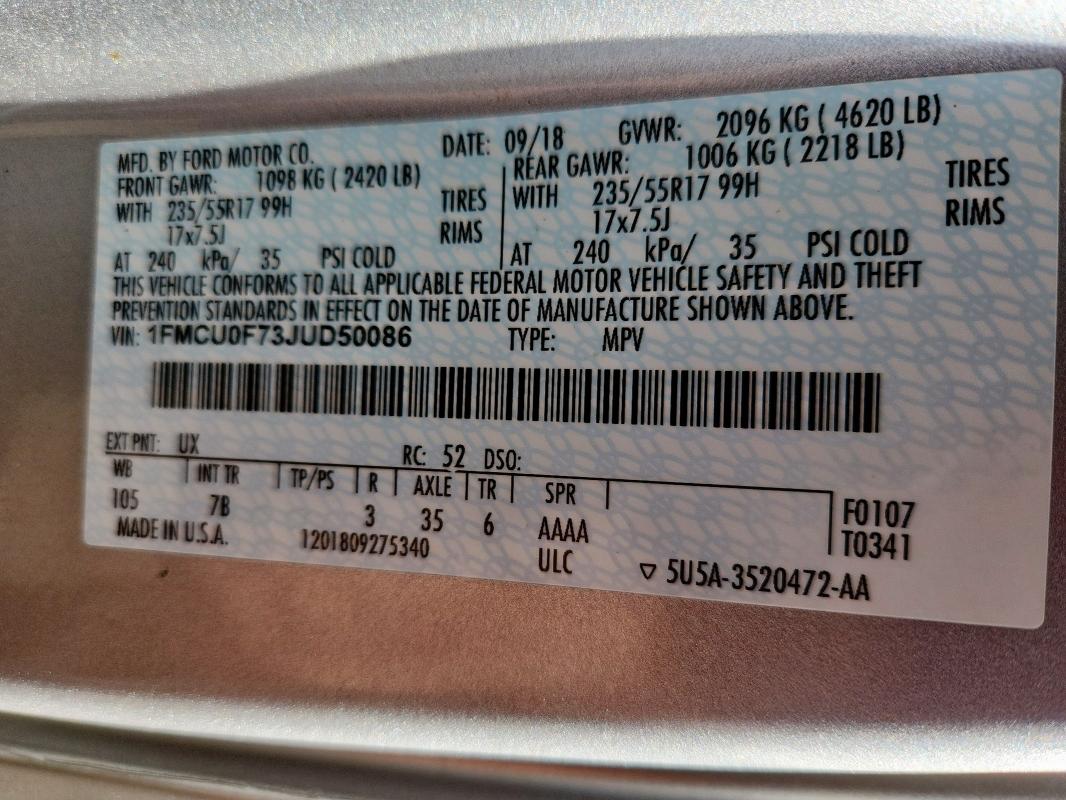 MFD. BY FORD MOTOR CO. DATE: 09/18 GVWR: 2096 KG ( 4620 LB)
FRONT GAWR: 1098 KG ( 2420 LB) REAR GAWR: 1006 KG ( 2218 LB)
WITH 235/55R17 99H TIRES WITH 235/55R17 99H TIRES
17x7.5J RIMS 17x7.5J RIMS
AT 240 kPa/ 35 PSI COLD AT 240 kPa/ 35 PSI COLD
THIS VEHICLE CONFORMS TO ALL APPLICABLE FEDERAL MOTOR VEHICLE SAFETY AND THEFT
PREVENTION STANDARDS IN EFFECT ON THE DATE OF MANUFACTURE SHOWN ABOVE.
VIN: 1FMCU0F73JUD50086 TYPE: MPV
EXT PNT: UX RC: 52 DSO:
WB INT TR TP/PS R AXLE TR SPR
105 7B 3 35 6 AAAA F0107
MADE IN U.S.A. 1201809275340 ULC T0341
▽ 5U5A-3520472-AA